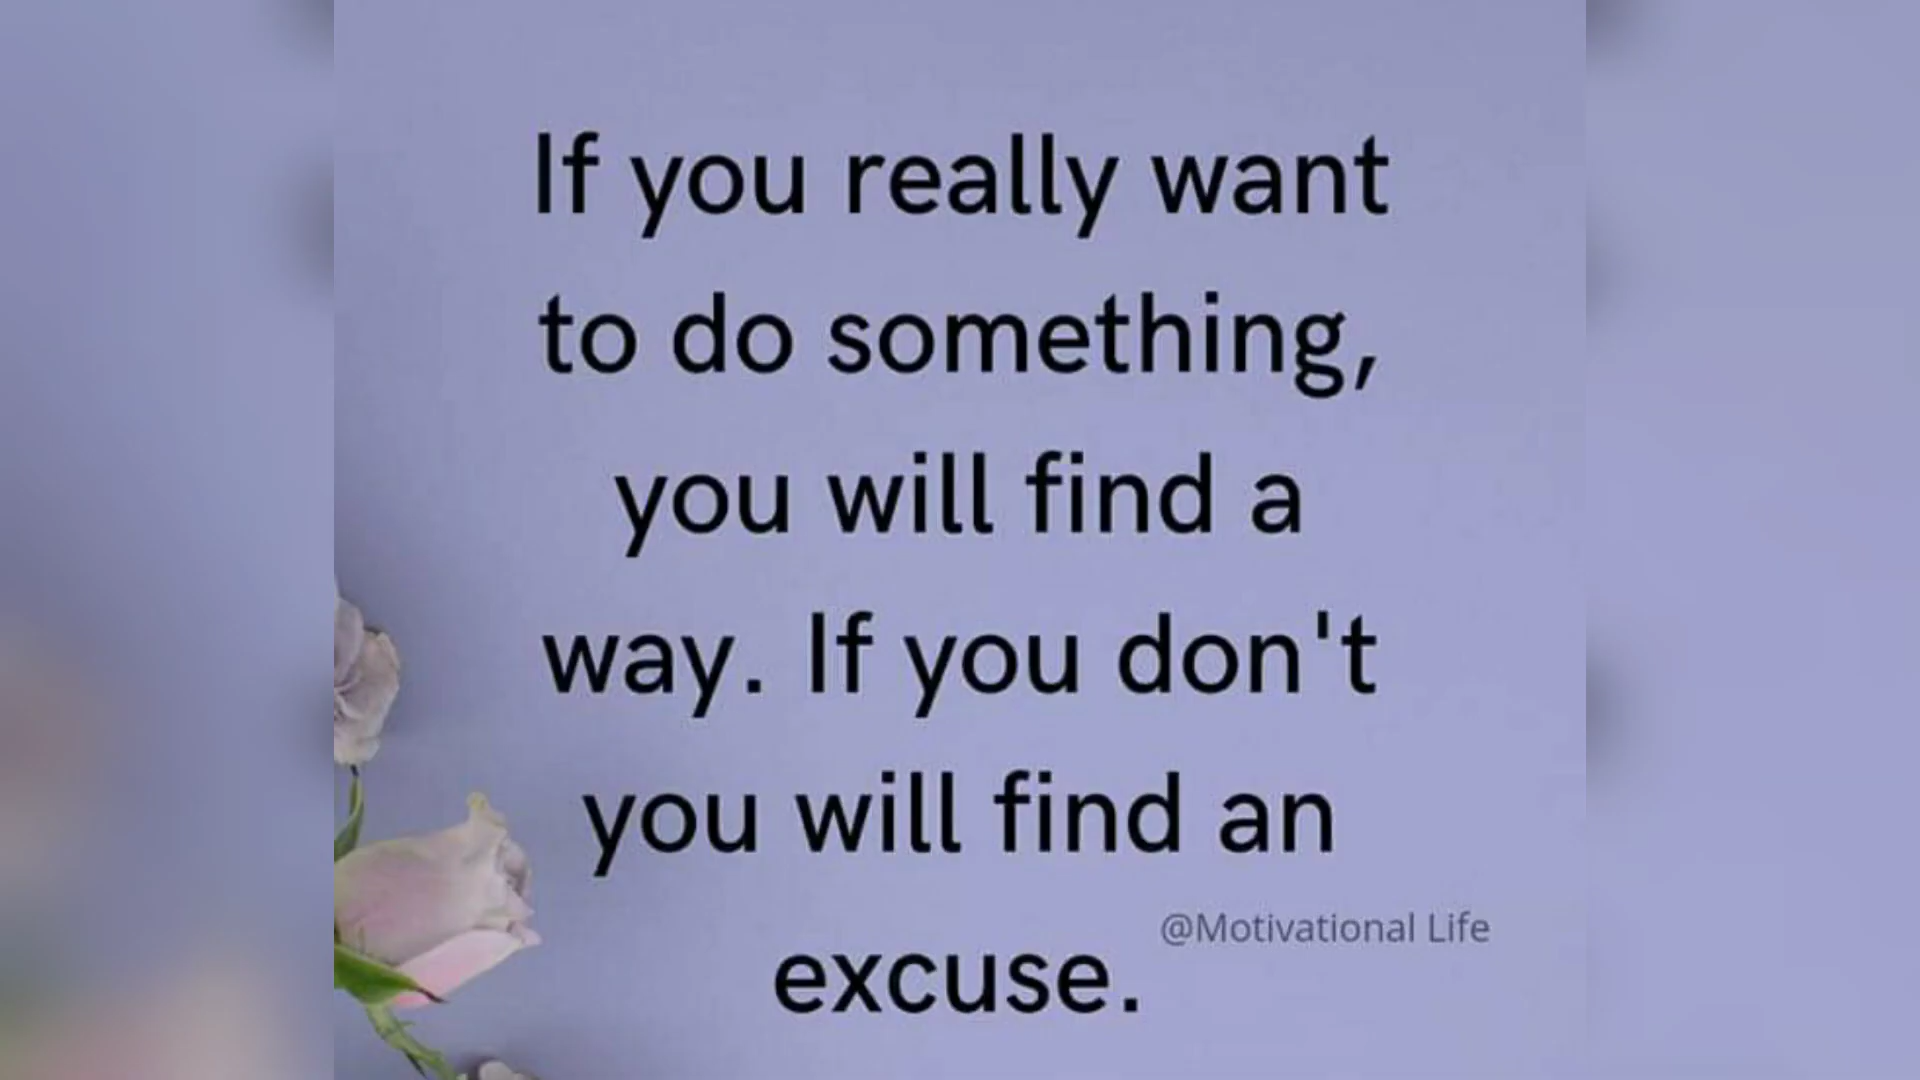 If you really want
to do something,
you will find a
way. If you don't
you will find an
excuse.
@Motivational Life